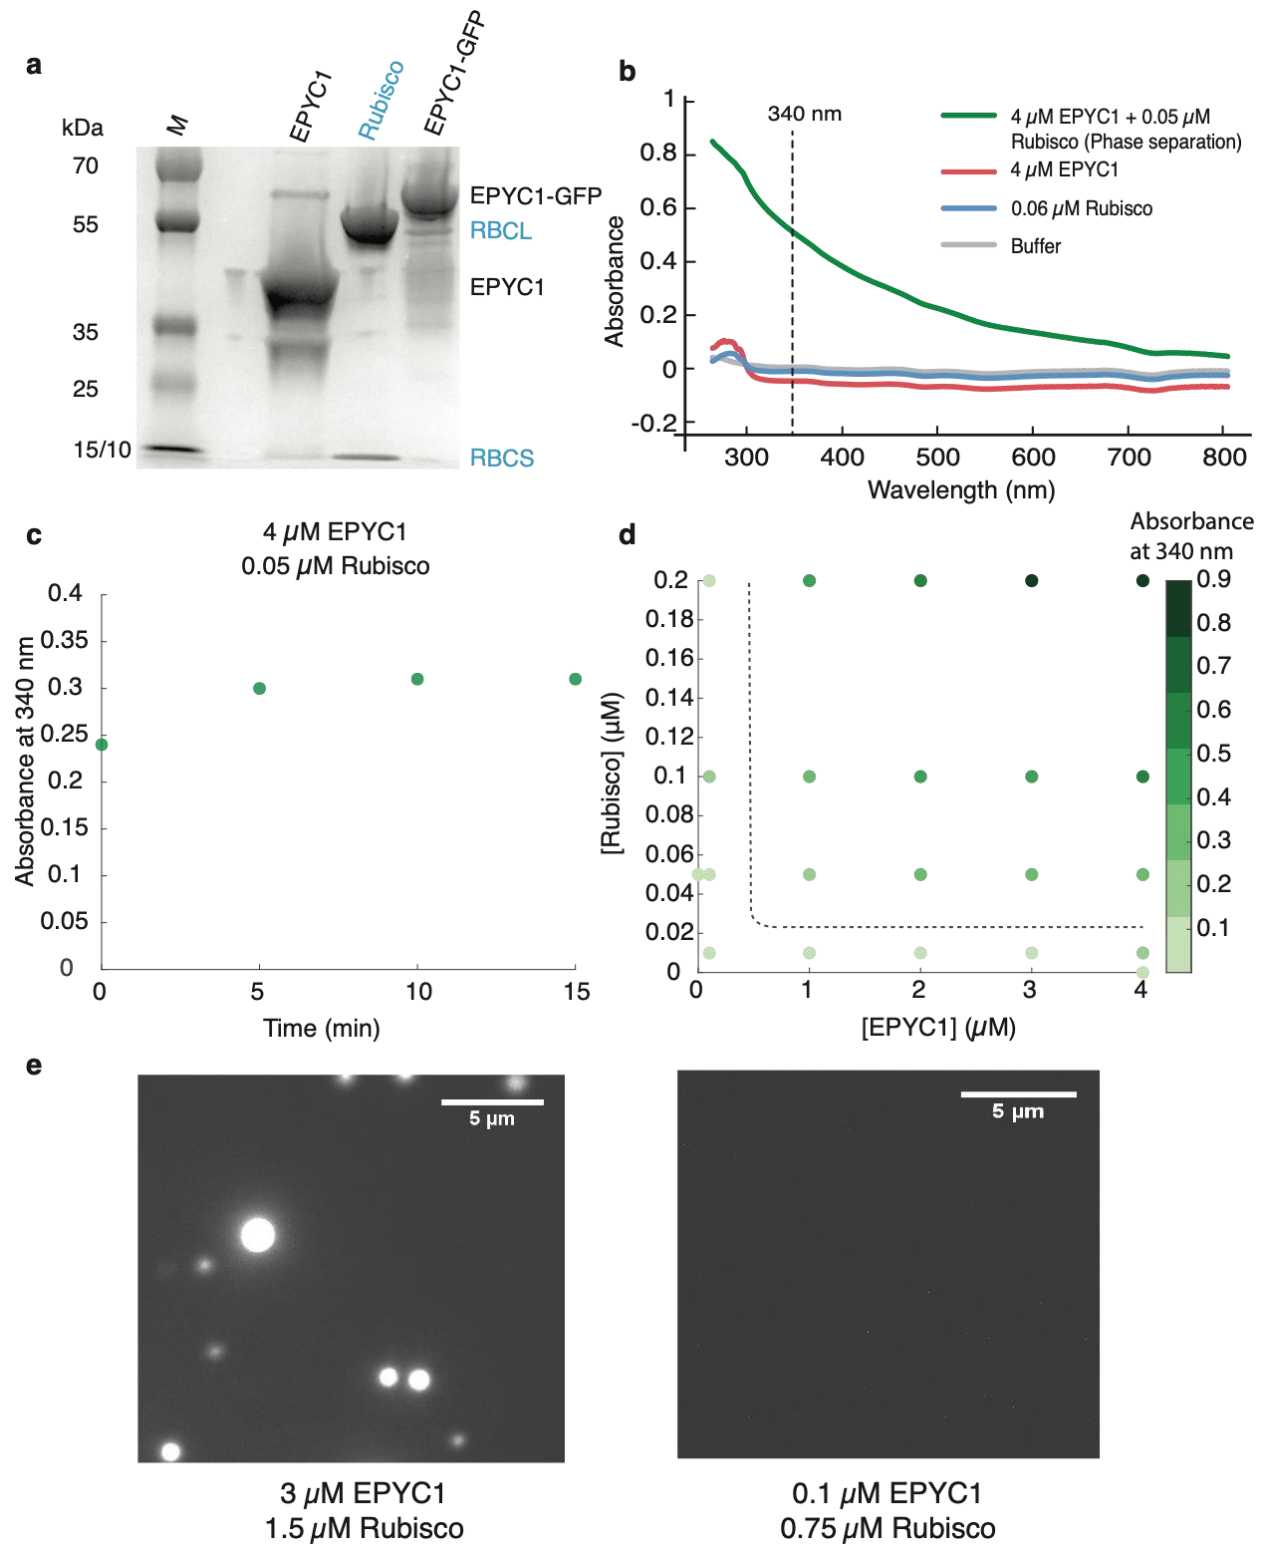 a
kDa
M
EPYC1
Rubisco
EPYC1-GFP
70
55
35
25
15/10
EPYC1-GFP
RBCL
EPYC1
RBCS
b
1
0.8
0.6
0.4
0.2
0
-0.2
Absorbance
340 nm
4 µM EPYC1 + 0.05 µM
Rubisco (Phase separation)
4 µM EPYC1
0.06 µM Rubisco
Buffer
300 400 500 600 700 800
Wavelength (nm)
c
4 µM EPYC1
0.05 µM Rubisco
0.4
0.35
0.3
0.25
0.2
0.15
0.1
0.05
0
Absorbance at 340 nm
0 5 10 15
Time (min)
d
Absorbance
at 340 nm
0.2
0.18
0.16
0.14
0.12
0.1
0.08
0.06
0.04
0.02
0
[Rubisco] (µM)
0 1 2 3 4
[EPYC1] (µM)
0.9
0.8
0.7
0.6
0.5
0.4
0.3
0.2
0.1
e
5 µm
3 µM EPYC1
1.5 µM Rubisco
5 µm
0.1 µM EPYC1
0.75 µM Rubisco